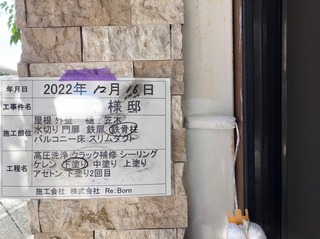 年月日 2022年 12月 16日
工事件名 様邸
屋根 外壁 樋 笠木
施工部位 水切り 門扉 鉄扉 鉄骨柱
バルコニー床 スリムダクト
高圧洗浄 クラック補修 シーリング
工程名 ケレン 下塗り 中塗り 上塗り
アセトン 下塗り2回目
施工会社 株式会社 Re:Born